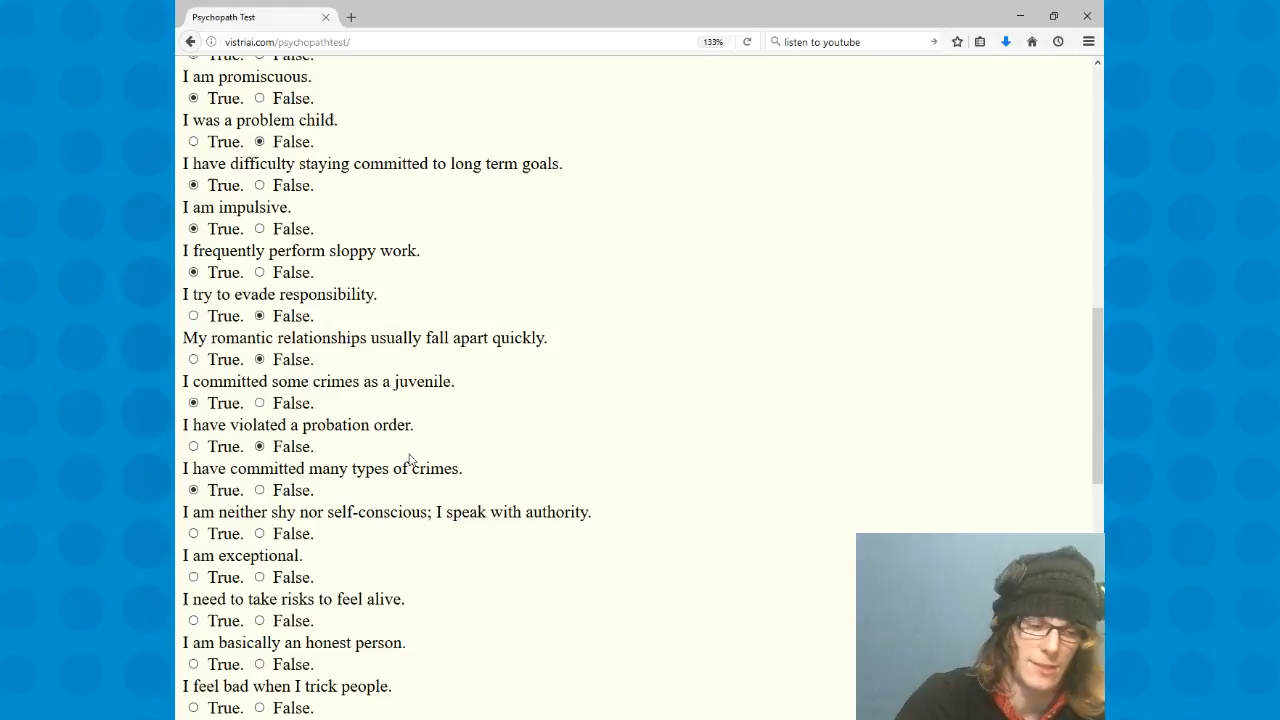 Psychopath Test
vistriai.com/psychopathtest/ 133% listen to youtube
True. False.
I am promiscuous.
True. False.
I was a problem child.
True. False.
I have difficulty staying committed to long term goals.
True. False.
I am impulsive.
True. False.
I frequently perform sloppy work.
True. False.
I try to evade responsibility.
True. False.
My romantic relationships usually fall apart quickly.
True. False.
I committed some crimes as a juvenile.
True. False.
I have violated a probation order.
True. False.
I have committed many types of crimes.
True. False.
I am neither shy nor self-conscious; I speak with authority.
True. False.
I am exceptional.
True. False.
I need to take risks to feel alive.
True. False.
I am basically an honest person.
True. False.
I feel bad when I trick people.
True. False.